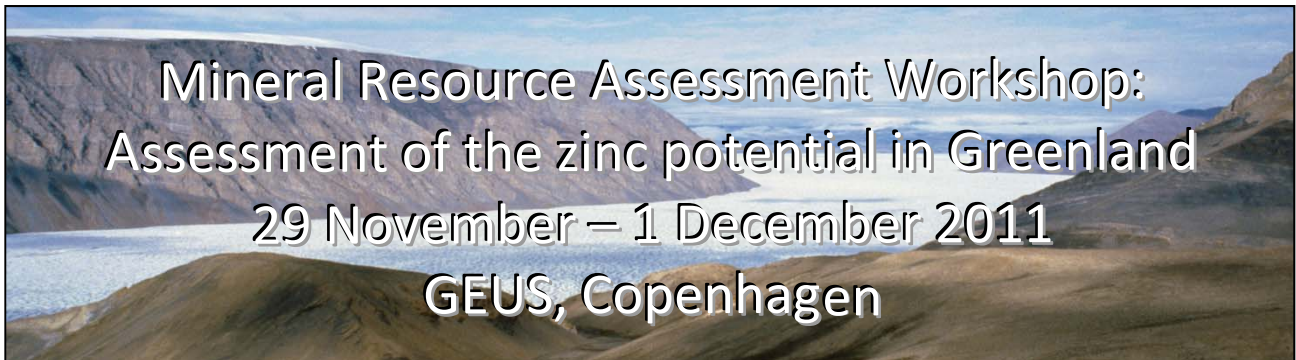 Mineral Resource Assessment Workshop:
Assessment of the zinc potential in Greenland
29 November – 1 December 2011
GEUS, Copenhagen